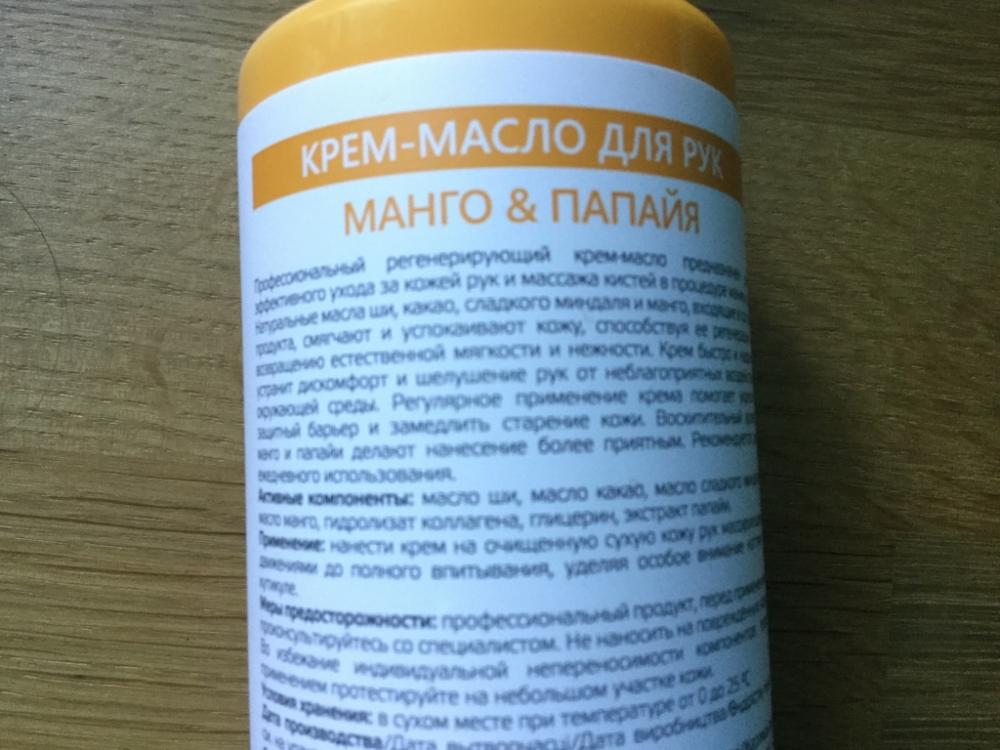 КРЕМ-МАСЛО ДЛЯ РУК
МАНГО & ПАПАЙЯ
Профессиональный регенерирующий крем-масло
эффективного ухода за кожей рук и массажа кистей в процедуре
Натуральные масла ши, какао, сладкого миндаля и манго,
продукта, смягчают и успокаивают кожу, способствуя её
возвращению естественной мягкости и нежности. Крем быстро и
устранит дискомфорт и шелушение рук от неблагоприятных
окружающей среды. Регулярное применение крема помогает
защитный барьер и замедлить старение кожи. Восхитительный
манго и папайи делают нанесение более приятным.
ежедневного использования.
Активные компоненты: масло ши, масло какао, масло сладкого
масло манго, гидролизат коллагена, глицерин, экстракт папайи.
Применение: нанести крем на очищенную сухую кожу рук
движениями до полного впитывания, уделяя особое внимание
кутикуле.
Меры предосторожности: профессиональный продукт, перед
проконсультируйтесь со специалистом. Не наносить на
Во избежание индивидуальной непереносимости компонентов
применением протестируйте на небольшом участке кожи.
Условия хранения: в сухом месте при температуре от 0 до 25 °С
Дата производства/Дата вытворчасці/Дата виробництва